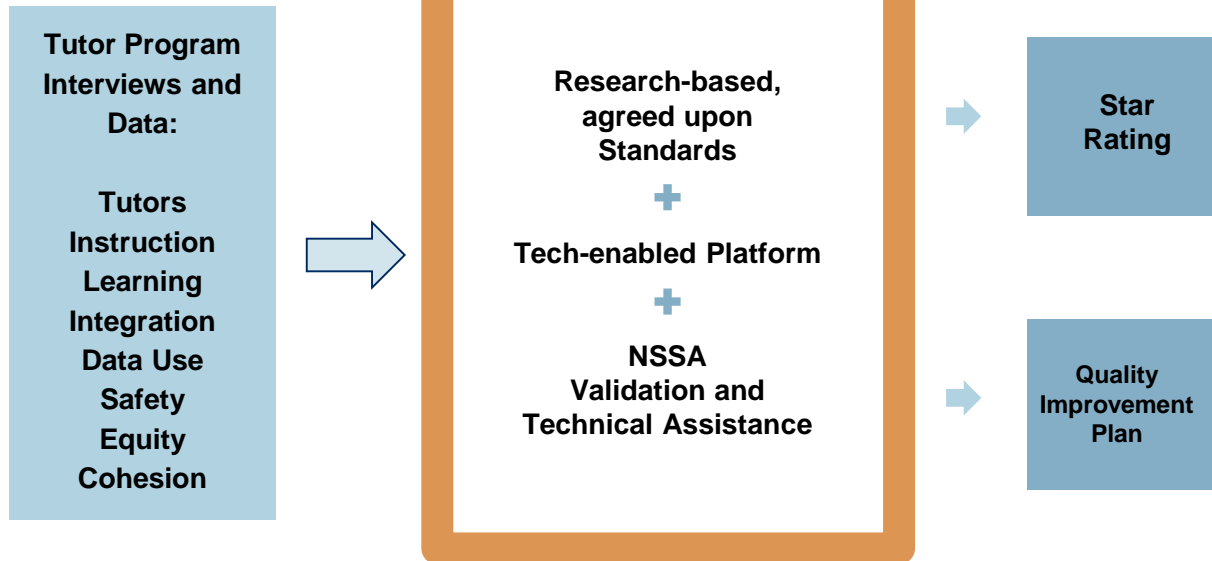 Tutor Program
Interviews and
Data:
Tutors
Instruction
Learning
Integration
Data Use
Safety
Equity
Cohesion
Research-based,
agreed upon
Standards
Tech-enabled Platform
NSSA
Validation and
Technical Assistance
Star
Rating
Quality
Improvement
Plan